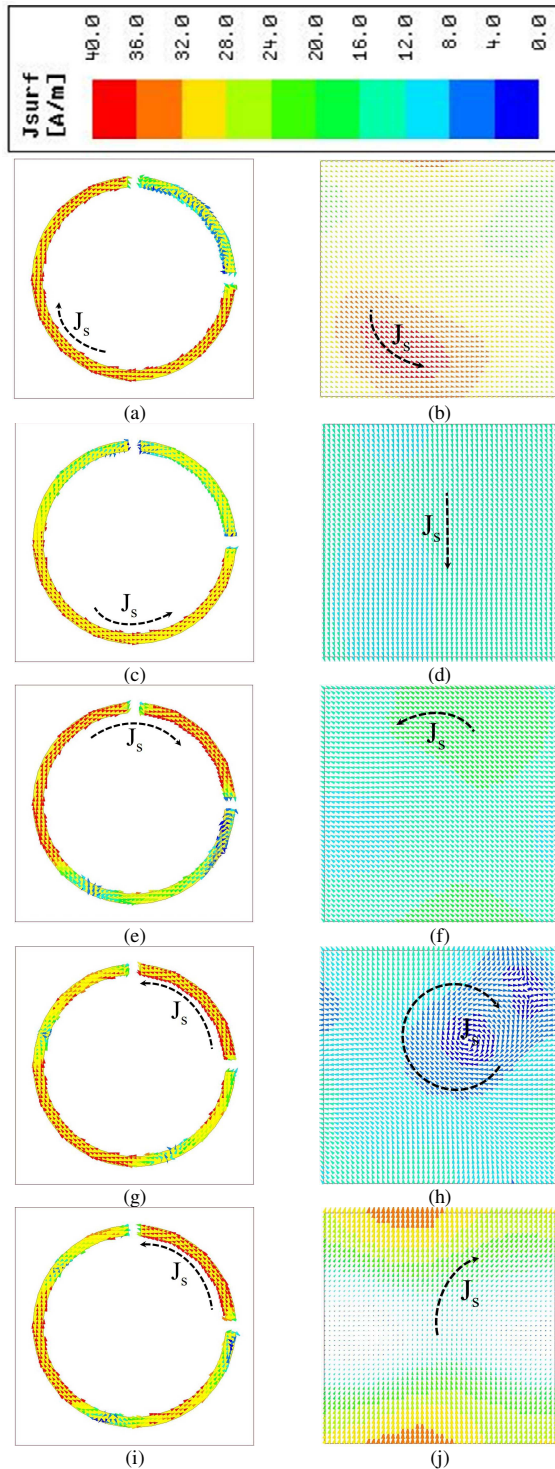 Jsurf
[A/m]
40.0
36.0
32.0
28.0
24.0
20.0
16.0
12.0
8.0
4.0
0.0
Js
Js
(a) (b)
Js
Js
(c) (d)
Js
Js
(e) (f)
Js
Js
(g) (h)
Js
Js
(i) (j)